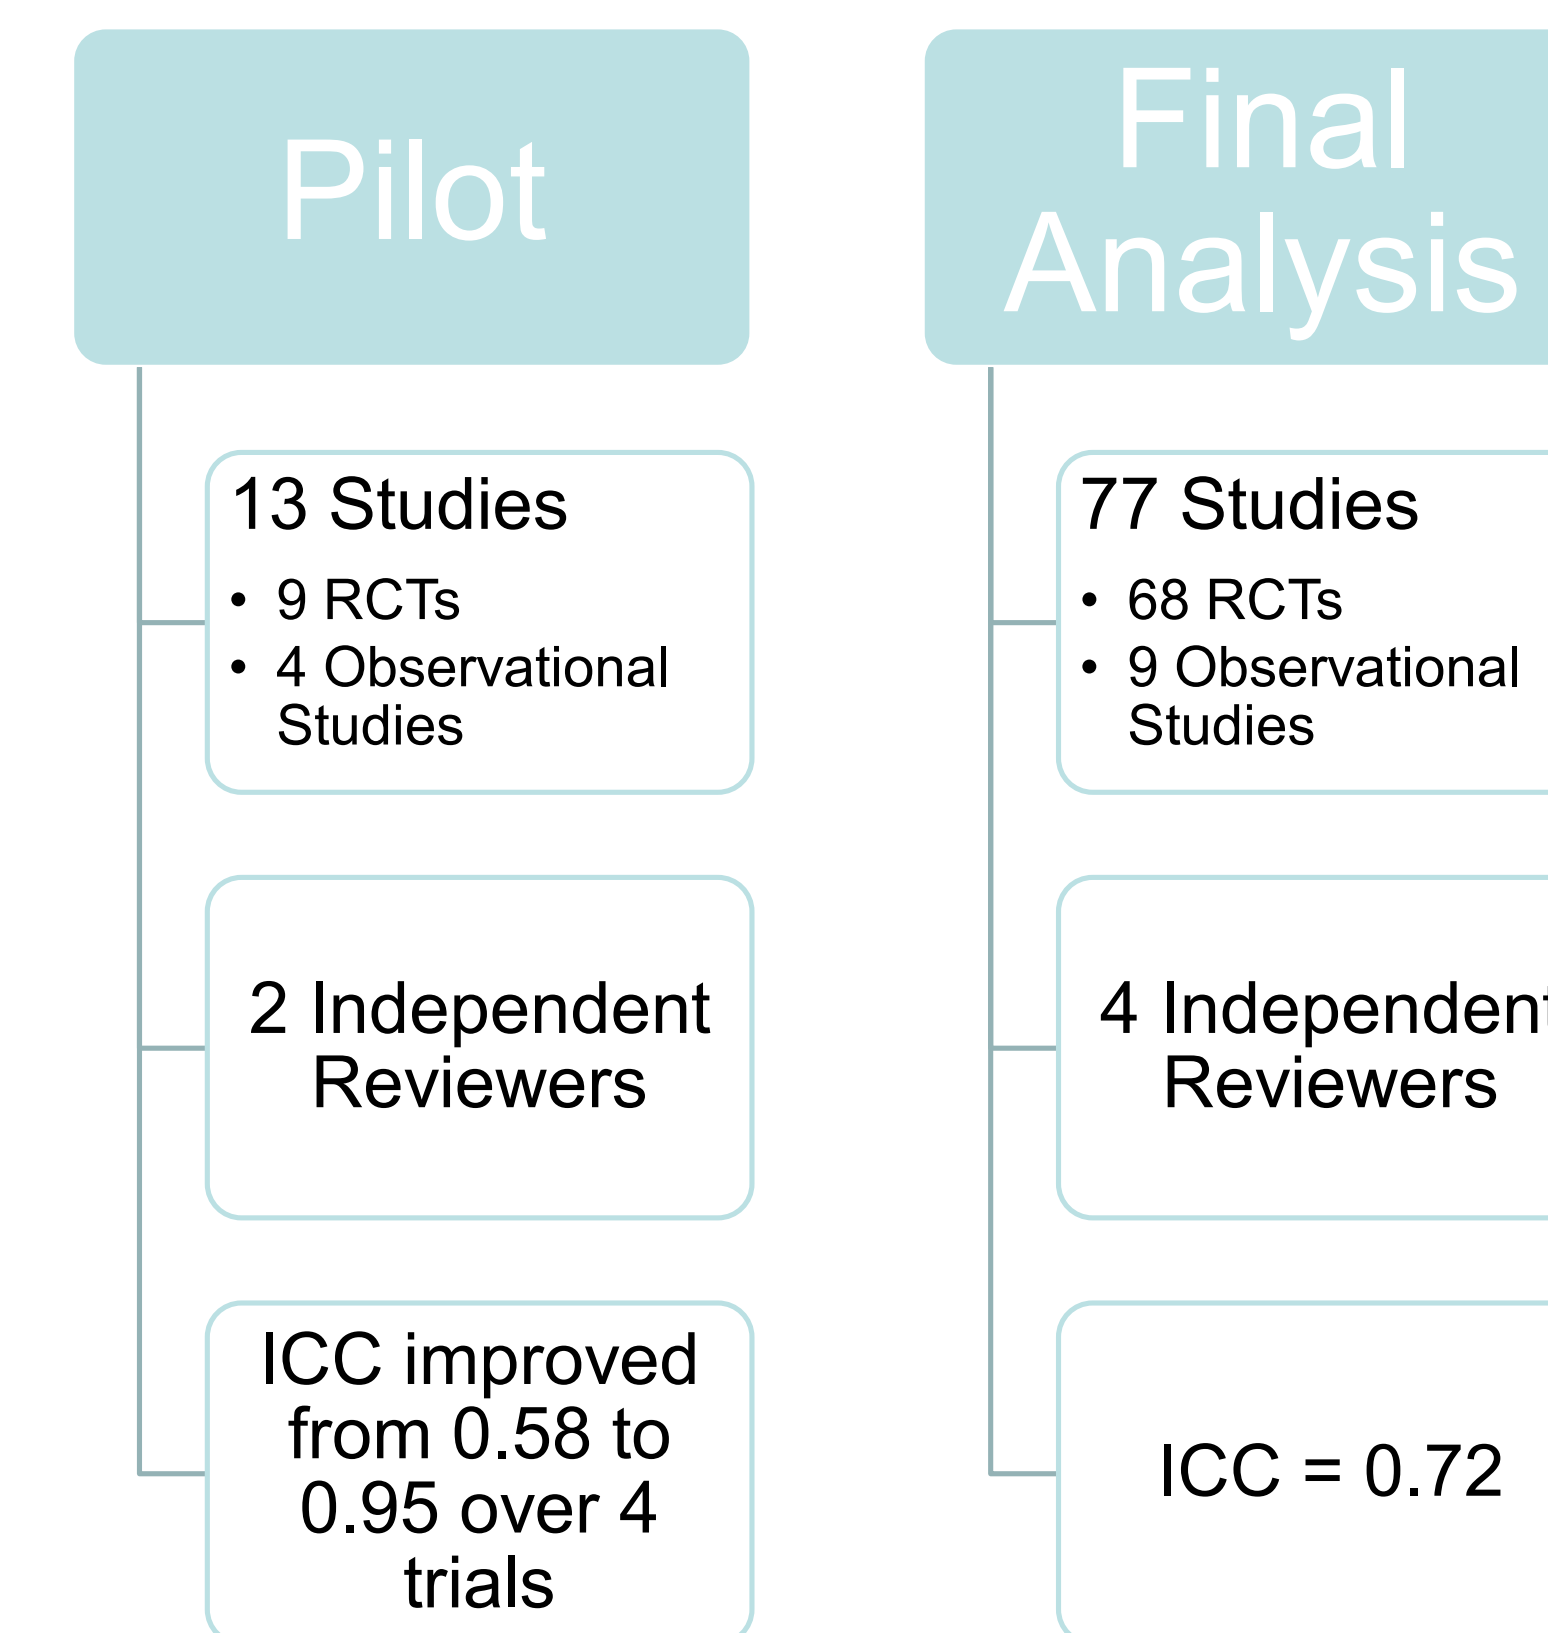 Pilot
13 Studies
• 9 RCTs
• 4 Observational
Studies
2 Independent
Reviewers
ICC improved
from 0.58 to
0.95 over 4
trials
Final
Analysis
77 Studies
• 68 RCTs
• 9 Observational
Studies
4 Independent
Reviewers
ICC = 0.72